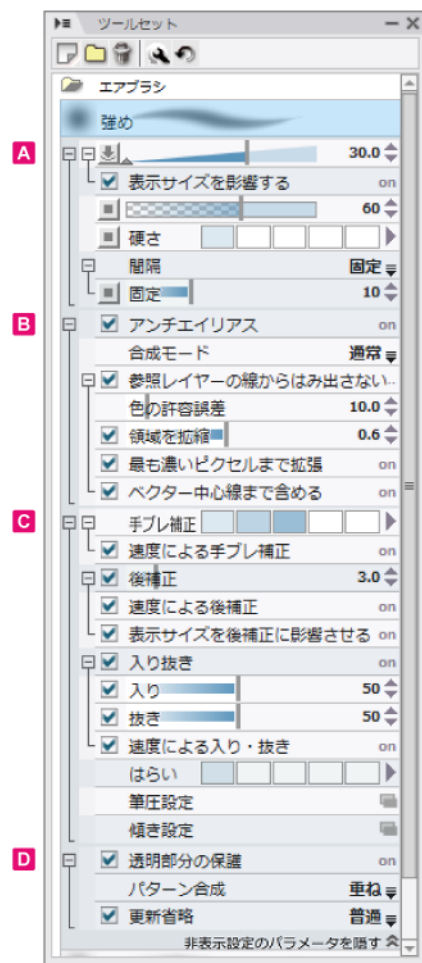 ツールセット
エアブラシ
強め
A
30.0
表示サイズを影響する on
60
硬さ
間隔 固定
固定 10
B
アンチエイリアス on
合成モード 通常
参照レイヤーの線からはみ出さない..
色の許容誤差 10.0
領域を拡縮 0.6
最も濃いピクセルまで拡張 on
ベクター中心線まで含める on
C
手ブレ補正
速度による手ブレ補正 on
後補正 3.0
速度による後補正 on
表示サイズを後補正に影響させる on
入り抜き on
入り 50
抜き 50
速度による入り・抜き on
はらい
筆圧設定
傾き設定
D
透明部分の保護 on
パターン合成 重ね
更新省略 普通
非表示設定のパラメータを隠す